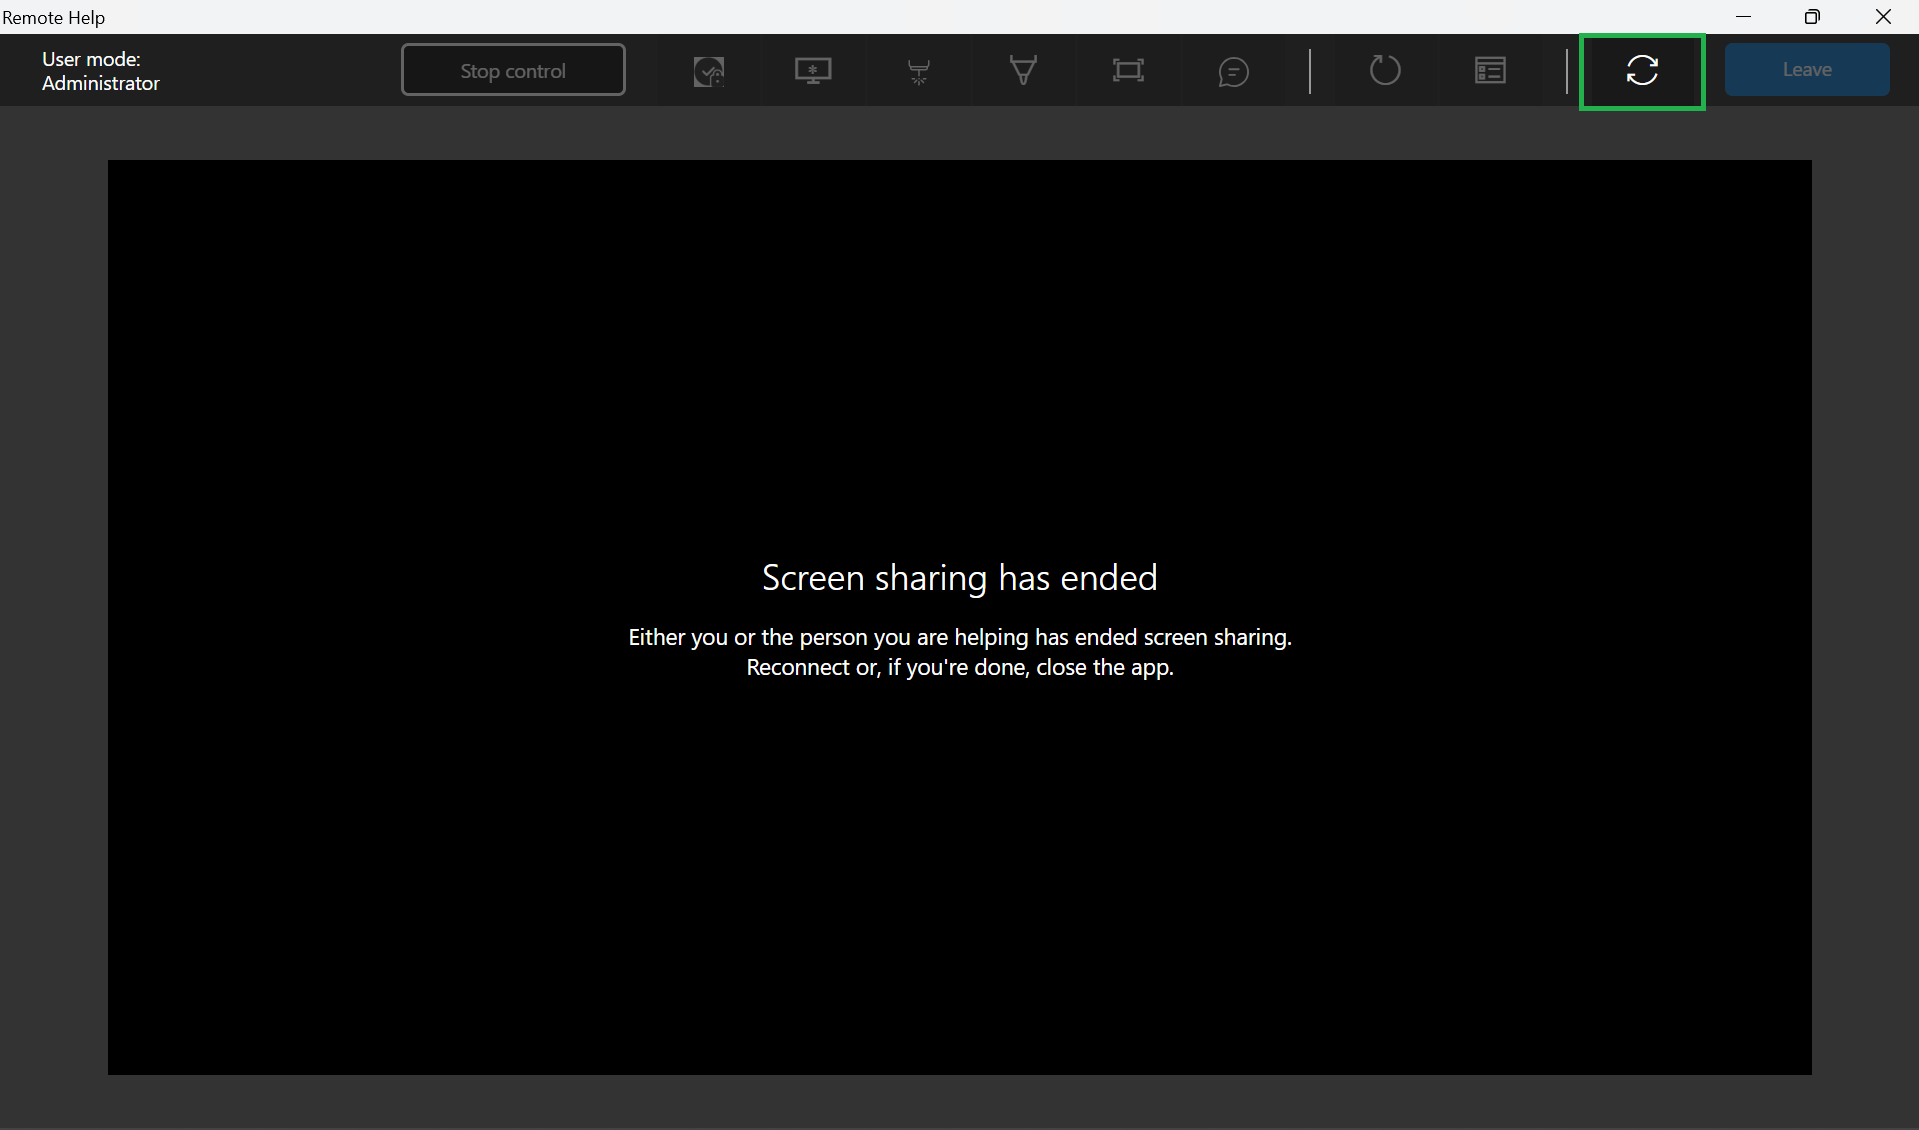 Remote Help
User mode:
Administrator
Stop control
Leave
Screen sharing has ended
Either you or the person you are helping has ended screen sharing.
Reconnect or, if you're done, close the app.